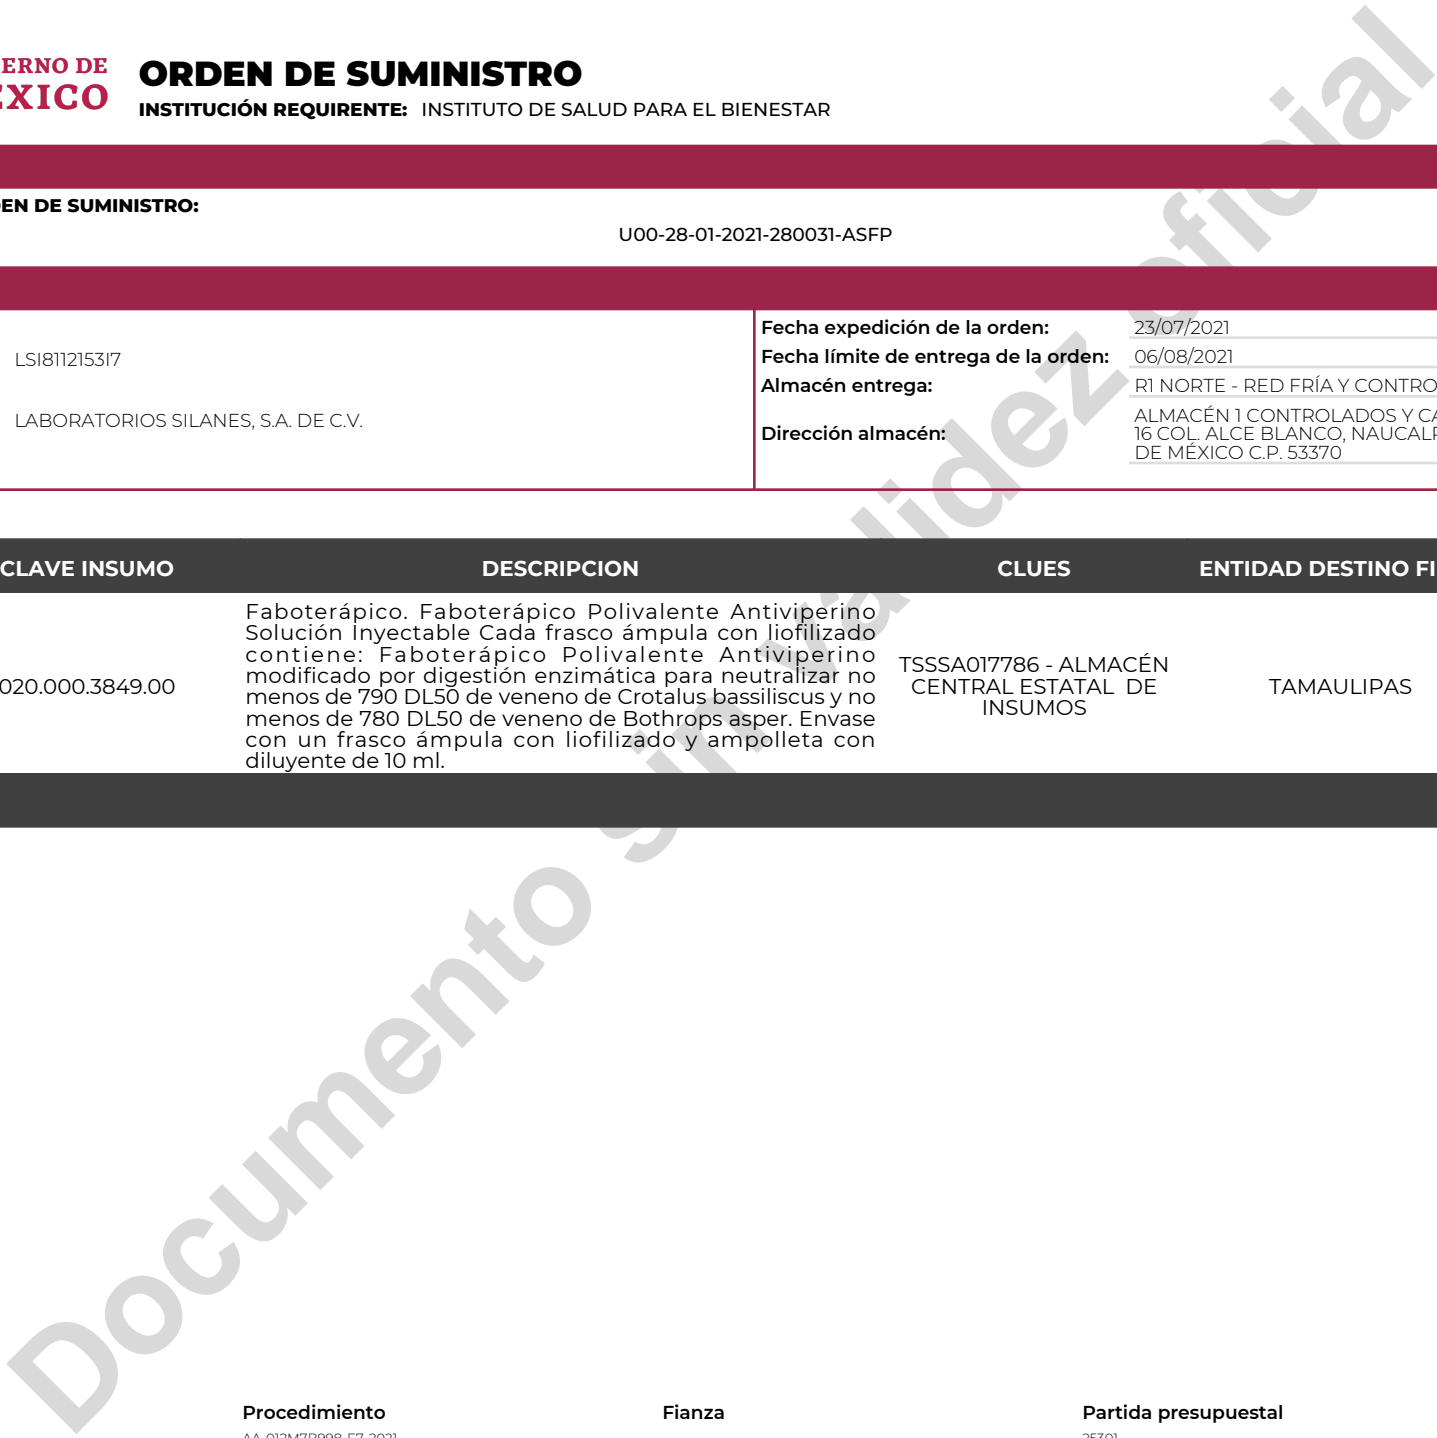 ERNO DE
ÉXICO
ORDEN DE SUMINISTRO
INSTITUCIÓN REQUIRENTE: INSTITUTO DE SALUD PARA EL BIENESTAR
EN DE SUMINISTRO:
U00-28-01-2021-280031-ASFP
LSI8112153I7
LABORATORIOS SILANES, S.A. DE C.V.
Fecha expedición de la orden: 23/07/2021
Fecha límite de entrega de la orden: 06/08/2021
Almacén entrega: R1 NORTE - RED FRÍA Y CONTRO
Dirección almacén:
ALMACÉN 1 CONTROLADOS Y CA
16 COL. ALCE BLANCO, NAUCALP
DE MÉXICO C.P. 53370
CLAVE INSUMO DESCRIPCION CLUES ENTIDAD DESTINO FI
020.000.3849.00
Faboterápico. Faboterápico Polivalente Antiviperino
Solución Inyectable Cada frasco ámpula con liofilizado
contiene: Faboterápico Polivalente Antiviperino
modificado por digestión enzimática para neutralizar no
menos de 790 DL50 de veneno de Crotalus bassiliscus y no
menos de 780 DL50 de veneno de Bothrops asper. Envase
con un frasco ámpula con liofilizado y ampolleta con
diluyente de 10 ml.
TSSSA017786 - ALMACÉN
CENTRAL ESTATAL DE
INSUMOS
TAMAULIPAS
Documento sin validez oficial
Procedimiento Fianza Partida presupuestal